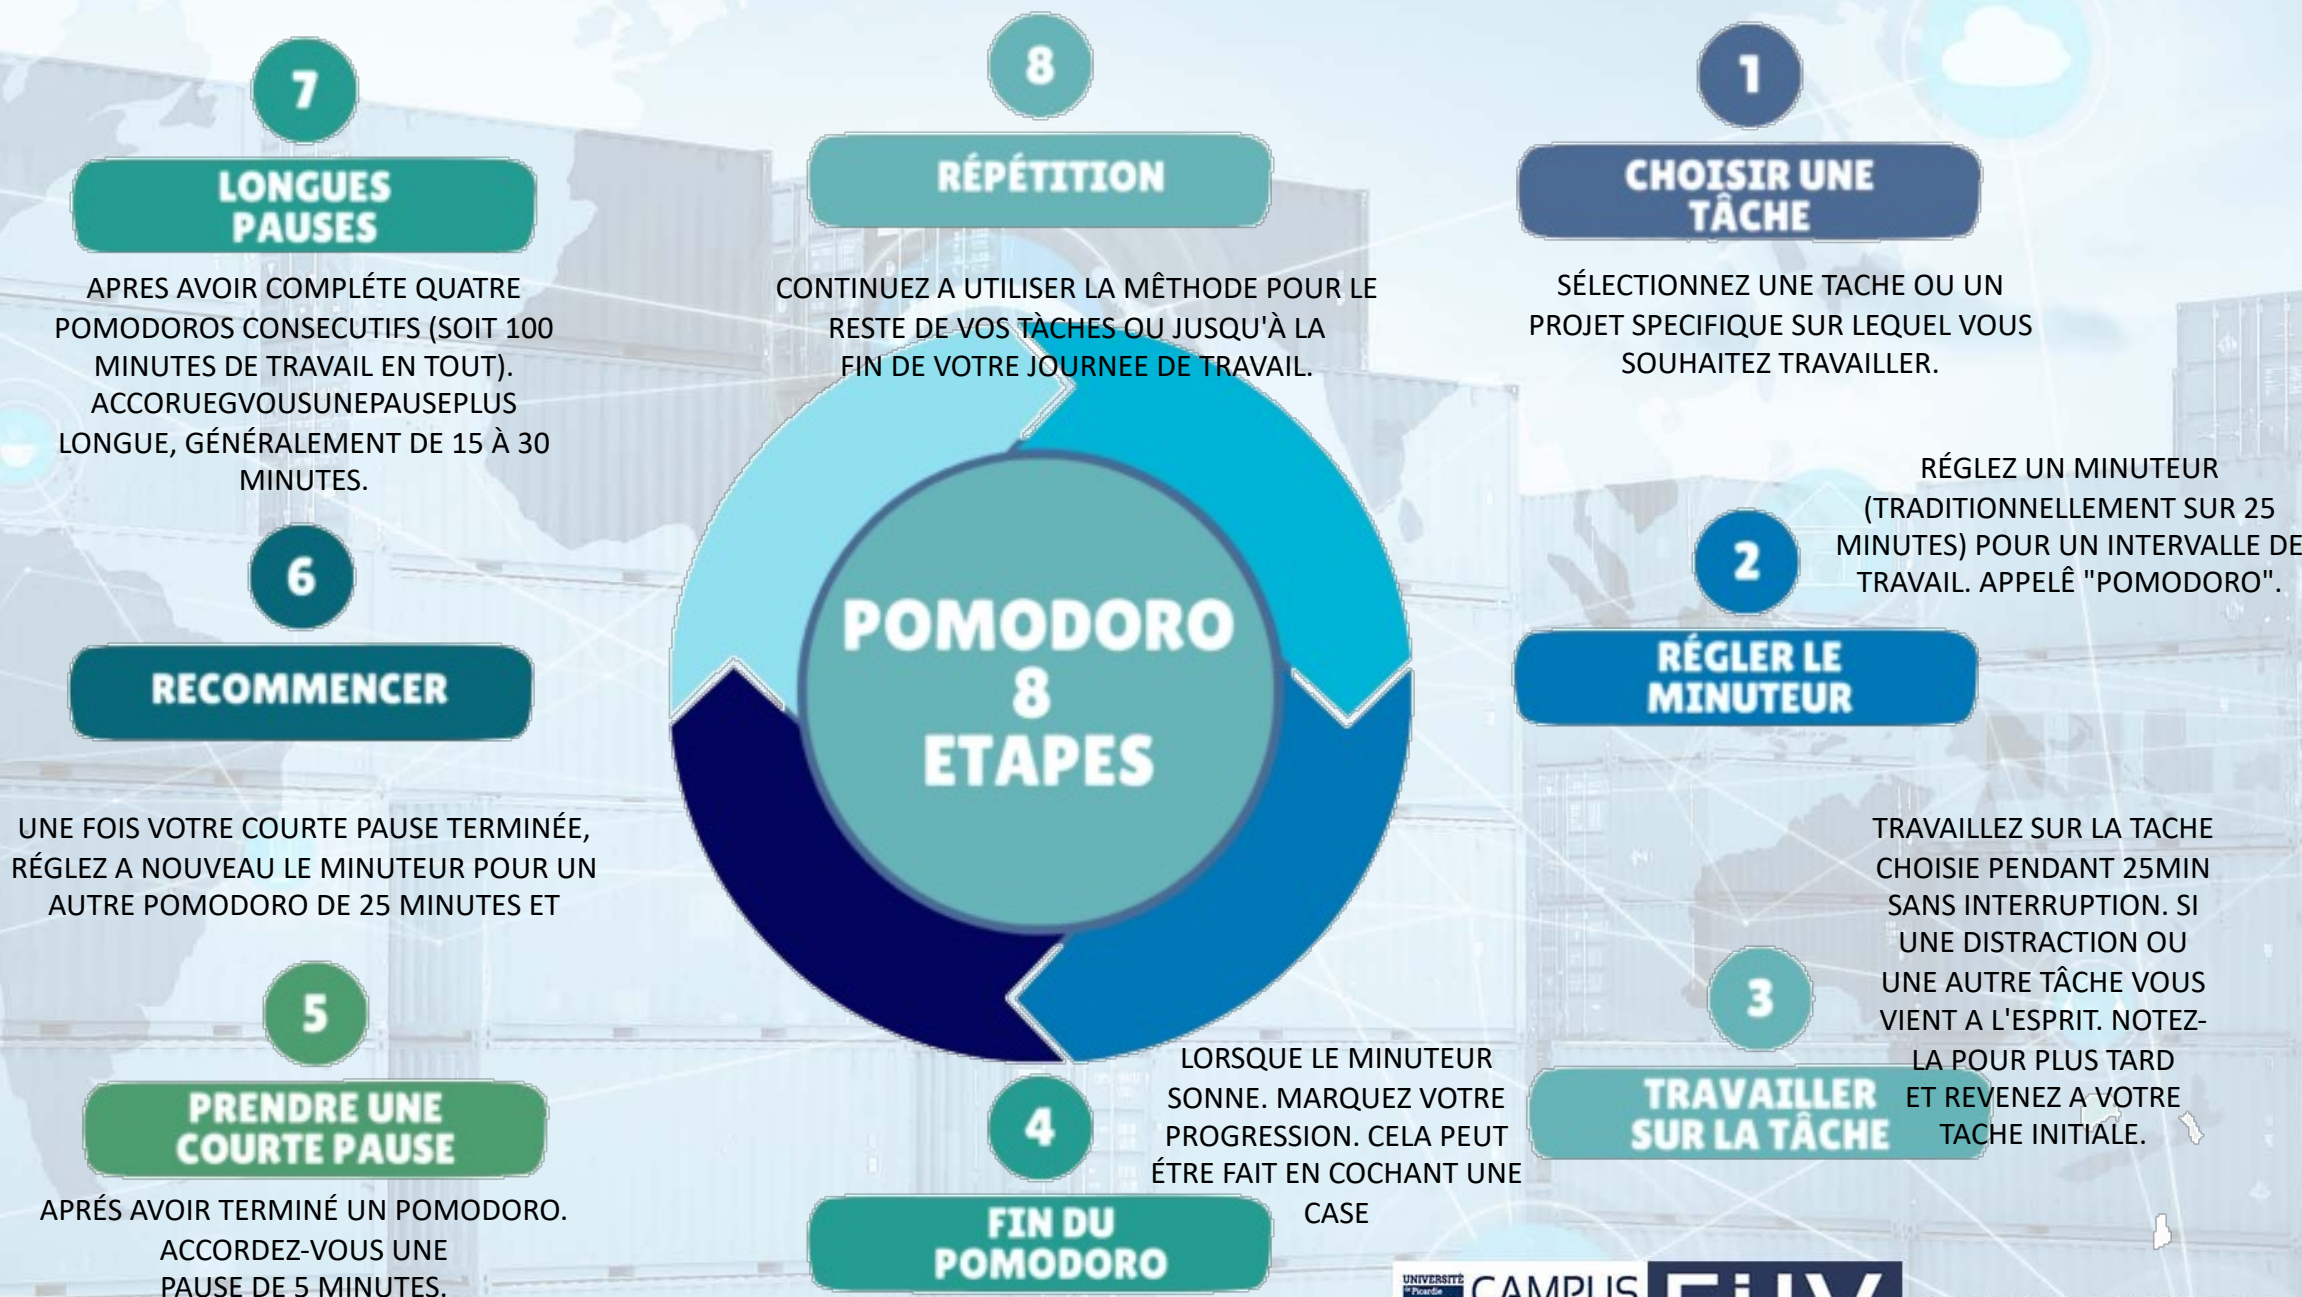 1
CHOISIR UNE
TÂCHE
SÉLECTIONNEZ UNE TACHE OU UN
PROJET SPECIFIQUE SUR LEQUEL VOUS
SOUHAITEZ TRAVAILLER.
2
RÉGLER LE
MINUTEUR
RÉGLEZ UN MINUTEUR
(TRADITIONNELLEMENT SUR 25
MINUTES) POUR UN INTERVALLE DE
TRAVAIL. APPELÊ "POMODORO".
3
TRAVAILLER
SUR LA TÂCHE
TRAVAILLEZ SUR LA TACHE
CHOISIE PENDANT 25MIN
SANS INTERRUPTION. SI
UNE DISTRACTION OU
UNE AUTRE TÂCHE VOUS
VIENT A L'ESPRIT. NOTEZ-
LA POUR PLUS TARD
ET REVENEZ A VOTRE
TACHE INITIALE.
4
FIN DU
POMODORO
LORSQUE LE MINUTEUR
SONNE. MARQUEZ VOTRE
PROGRESSION. CELA PEUT
ÉTRE FAIT EN COCHANT UNE
CASE
5
PRENDRE UNE
COURTE PAUSE
APRÉS AVOIR TERMINÉ UN POMODORO.
ACCORDEZ-VOUS UNE
PAUSE DE 5 MINUTES.
6
RECOMMENCER
UNE FOIS VOTRE COURTE PAUSE TERMINÉE,
RÉGLEZ A NOUVEAU LE MINUTEUR POUR UN
AUTRE POMODORO DE 25 MINUTES ET
7
LONGUES
PAUSES
APRES AVOIR COMPLÉTE QUATRE
POMODOROS CONSECUTIFS (SOIT 100
MINUTES DE TRAVAIL EN TOUT).
ACCORUEGVOUSUNEPAUSEPLUS
LONGUE, GÉNÉRALEMENT DE 15 À 30
MINUTES.
8
RÉPÉTITION
CONTINUEZ A UTILISER LA MÊTHODE POUR LE
RESTE DE VOS TÀCHES OU JUSQU'À LA
FIN DE VOTRE JOURNEE DE TRAVAIL.
POMODORO
8
ETAPES
UNIVERSITÉ
de Picardie
CAMPUS